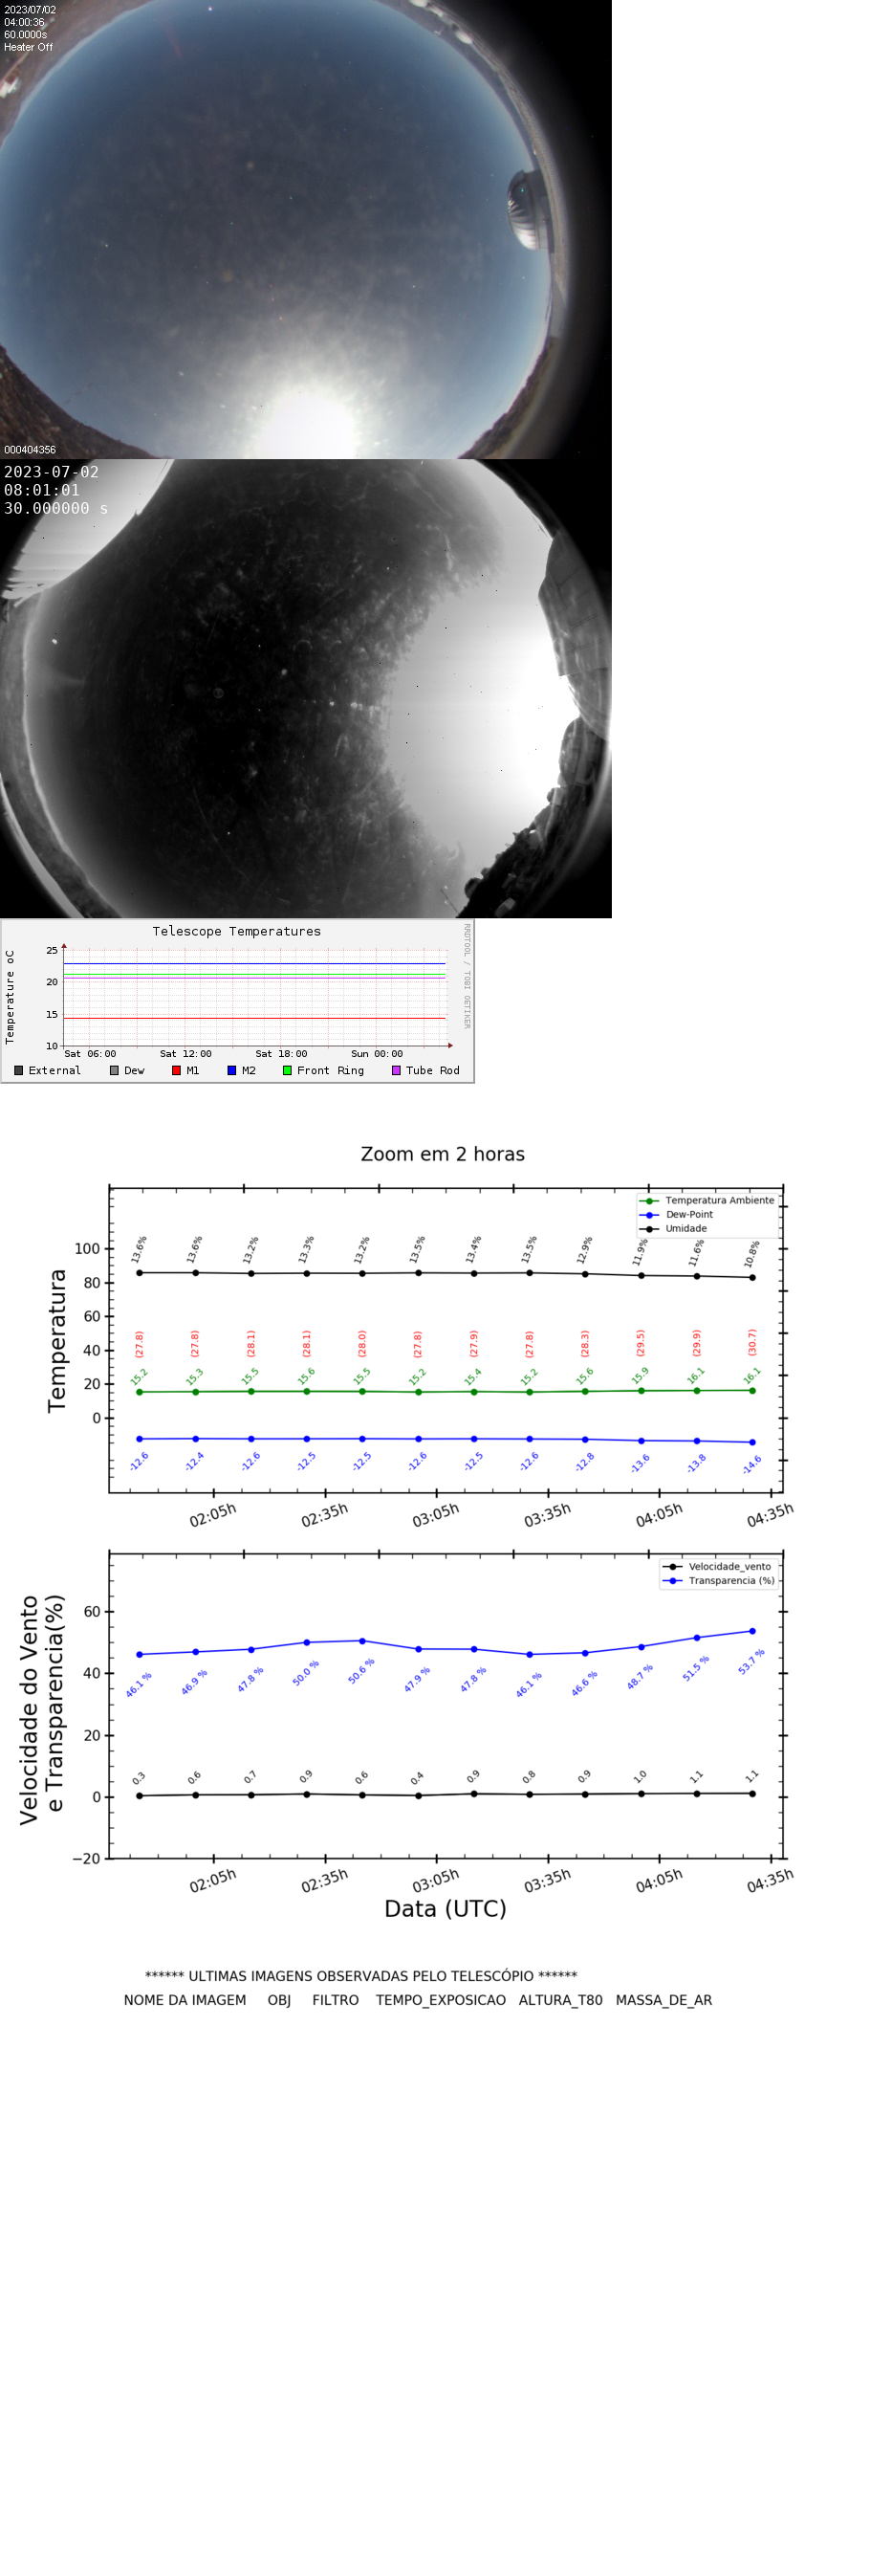 2023/07/02
04:00:36
60.0000s
Heater Off
000404356
2023-07-02
08:01:01
30.000000 s
Telescope Temperatures
RRDTOOL / TOBI OETIKER
Temperature oC
25
20
15
10
Sat 06:00 Sat 12:00 Sat 18:00 Sun 00:00
External Dew M1 M2 Front Ring Tube Rod
Zoom em 2 horas
Temperatura Ambiente
Dew-Point
Umidade
Temperatura
100
80
60
40
20
0
13.6% 13.6% 13.2% 13.3% 13.2% 13.5% 13.4% 13.5% 12.9% 11.9% 11.6% 10.8%
(27.8) (27.8) (28.1) (28.1) (28.0) (27.8) (27.9) (27.8) (28.3) (29.5) (29.9) (30.7)
15.2 15.3 15.5 15.6 15.5 15.2 15.4 15.2 15.6 15.9 16.1 16.1
-12.6 -12.4 -12.6 -12.5 -12.5 -12.6 -12.5 -12.6 -12.8 -13.6 -13.8 -14.6
02:05h 02:35h 03:05h 03:35h 04:05h 04:35h
Velocidade_vento
Transparencia (%)
Velocidade do Vento
e Transparencia(%)
60
40
20
0
−20
46.1 % 46.9 % 47.8 % 50.0 % 50.6 % 47.9 % 47.8 % 46.1 % 46.6 % 48.7 % 51.5 % 53.7 %
0.3 0.6 0.7 0.9 0.6 0.4 0.9 0.8 0.9 1.0 1.1 1.1
02:05h 02:35h 03:05h 03:35h 04:05h 04:35h
Data (UTC)
****** ULTIMAS IMAGENS OBSERVADAS PELO TELESCÓPIO ******
NOME DA IMAGEM OBJ FILTRO TEMPO_EXPOSICAO ALTURA_T80 MASSA_DE_AR